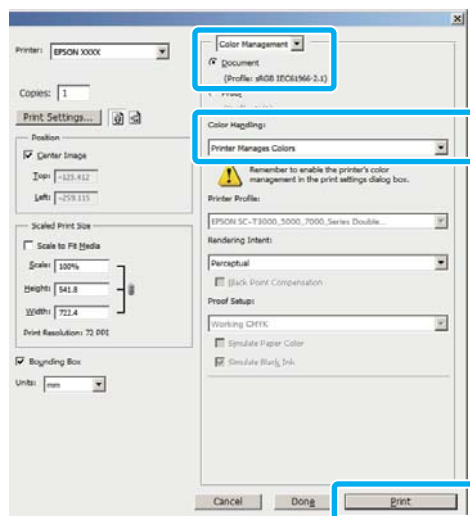 Printer:
EPSON XXXX
Copies:
1
Print Settings...
Position
Center Image
Top:
-123.412
Left:
-259.115
Scaled Print Size
Scale to Fit Media
Scale:
100%
Height:
541.8
Width:
722.4
Print Resolution: 72 PPI
Bounding Box
Units:
mm
Color Management
Document
(Profile: sRGB IEC61966-2.1)
Color Handling:
Printer Manages Colors
Remember to enable the printer's color
management in the print settings dialog box.
Printer Profile:
EPSON SC-T3000_5000_7000_Series Double...
Rendering Intent:
Perceptual
Black Point Compensation
Proof Setup:
Working CMYK
Simulate Paper Color
Simulate Black Ink
Cancel
Done
Print